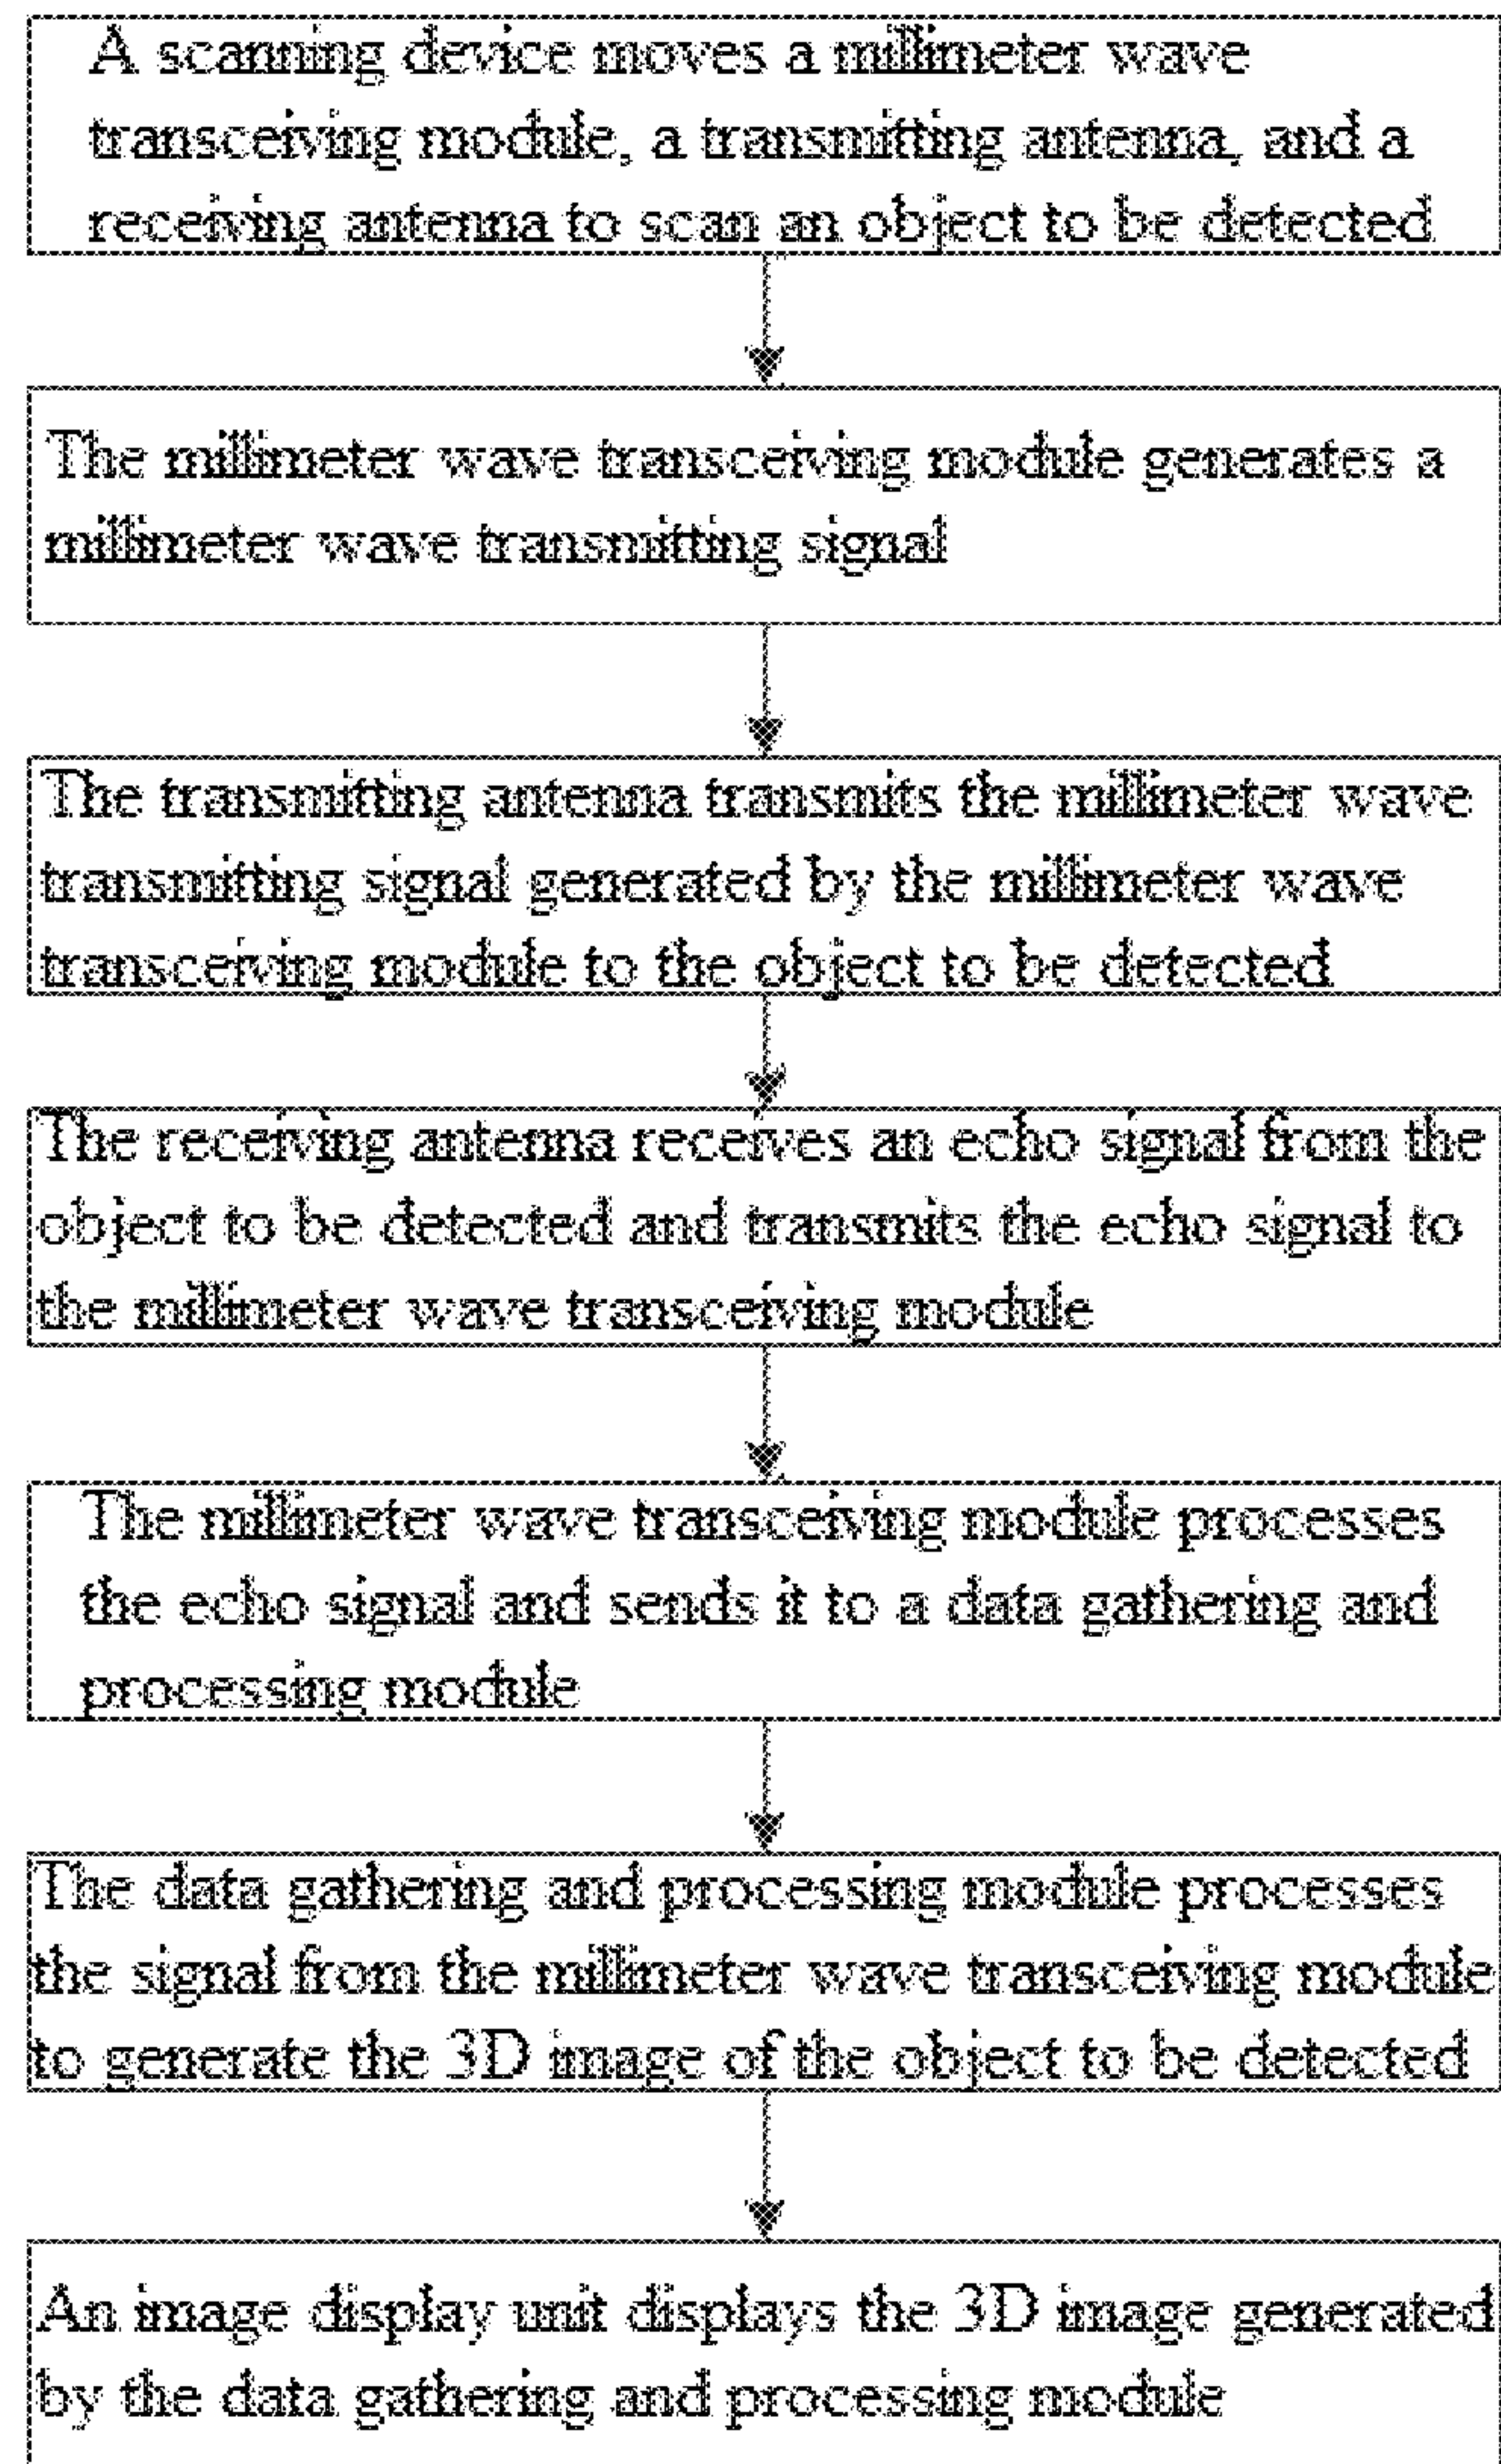 A scanning device moves a millimeter wave
transceiving module, a transmitting antenna, and a
receiving antenna to scan an object to be detected
The millimeter wave transceiving module generates a
millimeter wave transmitting signal
The transmitting antenna transmits the millimeter wave
transmitting signal generated by the millimeter wave
transceiving module to the object to be detected
The receiving antenna receives an echo signal from the
object to be detected and transmits the echo signal to
the millimeter wave transceiving module
The millimeter wave transceiving module processes
the echo signal and sends it to a data gathering and
processing module
The data gathering and processing module processes
the signal from the millimeter wave transceiving module
to generate the 3D image of the object to be detected
An image display unit displays the 3D image generated
by the data gathering and processing module